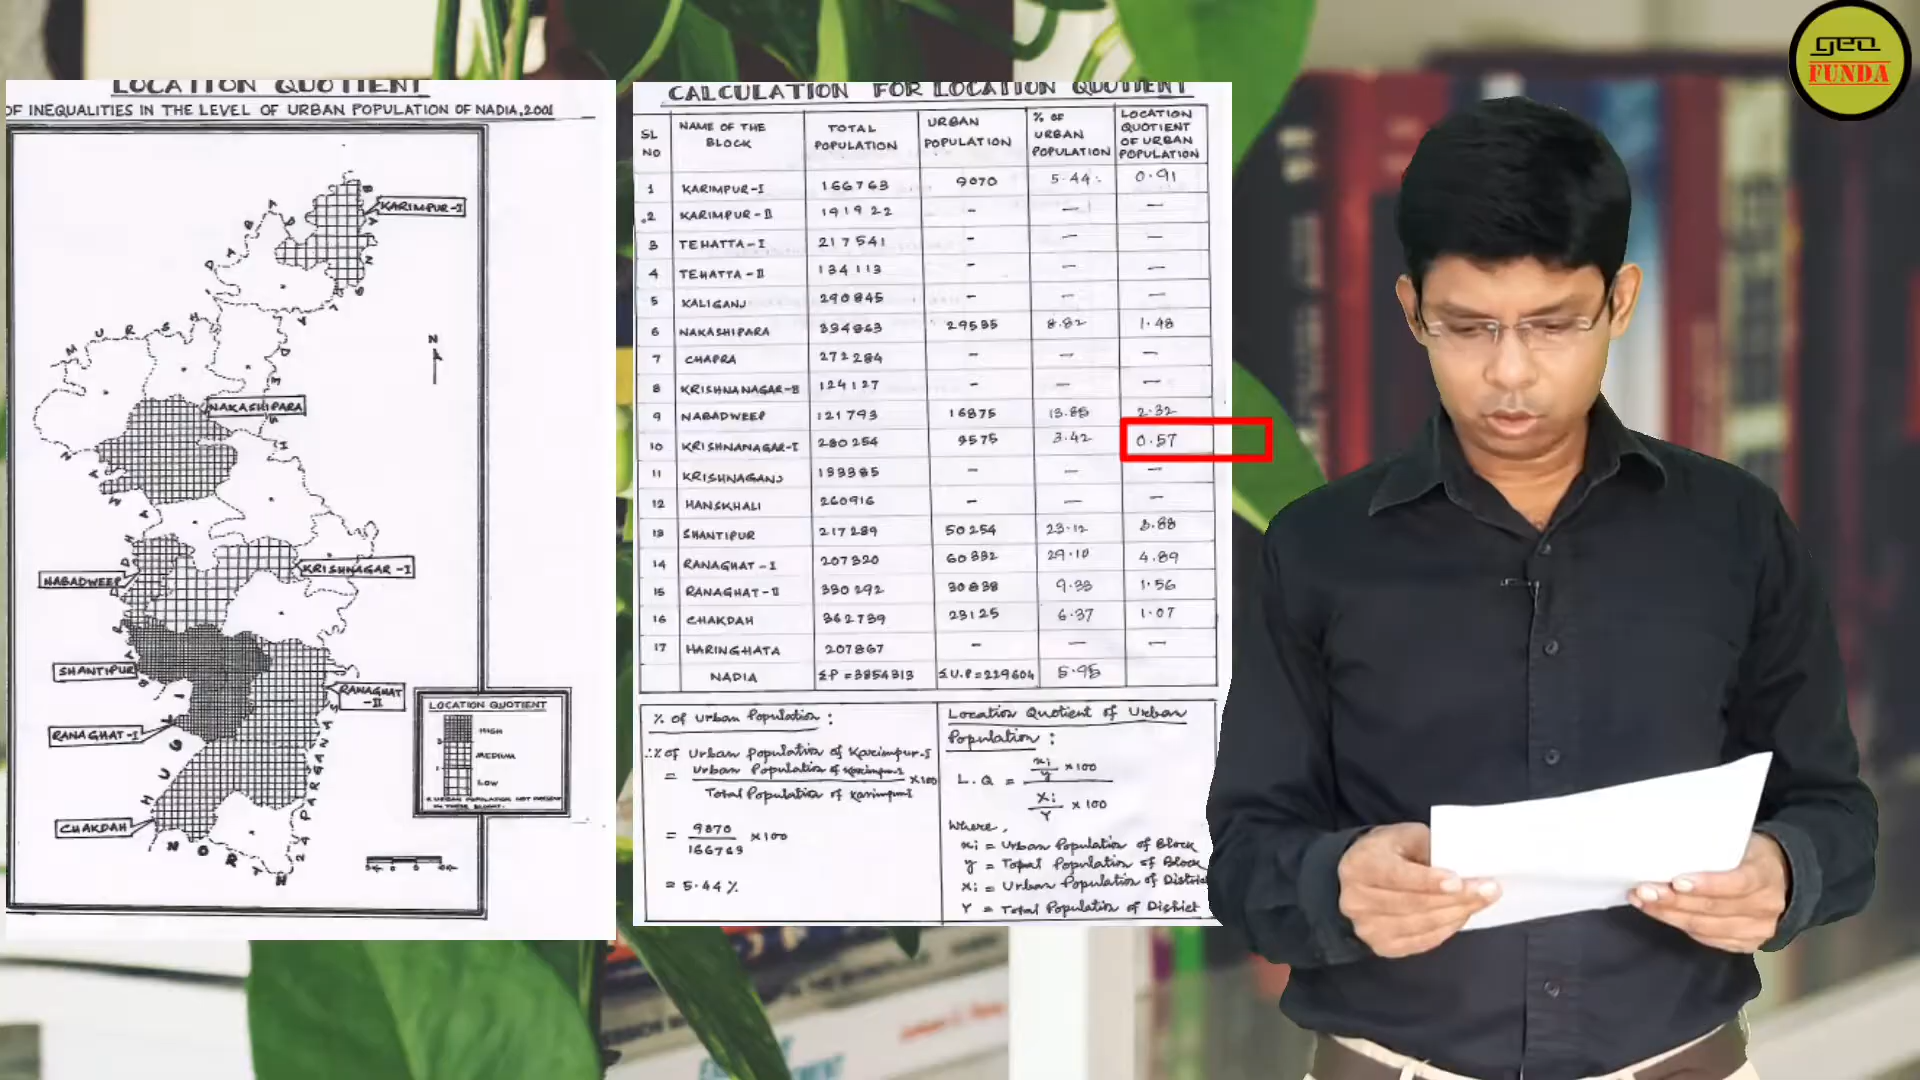 geo
FUNDA
LOCATION QUOTIENT
OF INEQUALITIES IN THE LEVEL OF URBAN POPULATION OF NADIA, 2001
KARIMPUR-I
N
NAKASHIPARA
KRISHNAGAR-I
NABADWEEP
SHANTIPUR
RANAGHAT
-II
RANAGHAT-I
CHAKDAH
LOCATION QUOTIENT
HIGH
3
MEDIUM
1
LOW
URBAN POPULATION NOT PRESENT
IN THESE BLOCKS.
CALCULATION FOR LOCATION QUOTIENT
SL NO | NAME OF THE BLOCK | TOTAL POPULATION | URBAN POPULATION | % OF URBAN POPULATION | LOCATION QUOTIENT OF URBAN POPULATION
1 KARIMPUR-I 166763 9070 5.44 0.91
2 KARIMPUR-II 191922 - - -
3 TEHATTA-I 217541 - - -
4 TEHATTA-II 134113 - - -
5 KALIGANJ 290845 - - -
6 NAKASHIPARA 334863 29535 8.82 1.48
7 CHAPRA 272284 - - -
8 KRISHNANAGAR-II 124127 - - -
9 NABADWEEP 121793 16875 13.85 2.32
10 KRISHNANAGAR-I 280254 9575 3.42 0.57
11 KRISHNAGANJ 133385 - - -
12 HANSKHALI 260916 - - -
13 SHANTIPUR 217289 50254 23.12 3.88
14 RANAGHAT-I 207320 60332 29.10 4.89
15 RANAGHAT-II 330292 30838 9.33 1.56
16 CHAKDAH 362739 23125 6.37 1.07
17 HARINGHATA 207867 - - -
NADIA ΣP=3854313 ΣU.P=229604 5.95
% of Urban Population :
∴% of Urban Population of Karimpur-I
= Urban Population of Karimpur-I
Total Population of Karimpur-I ×100
= 9070
166763 ×100
= 5.44 %
Location Quotient of Urban
Population :
L.Q = xi/y ×100
Xi/Y ×100
Where,
xi = Urban Population of Block
y = Total Population of Block
Xi = Urban Population of District
Y = Total Population of District